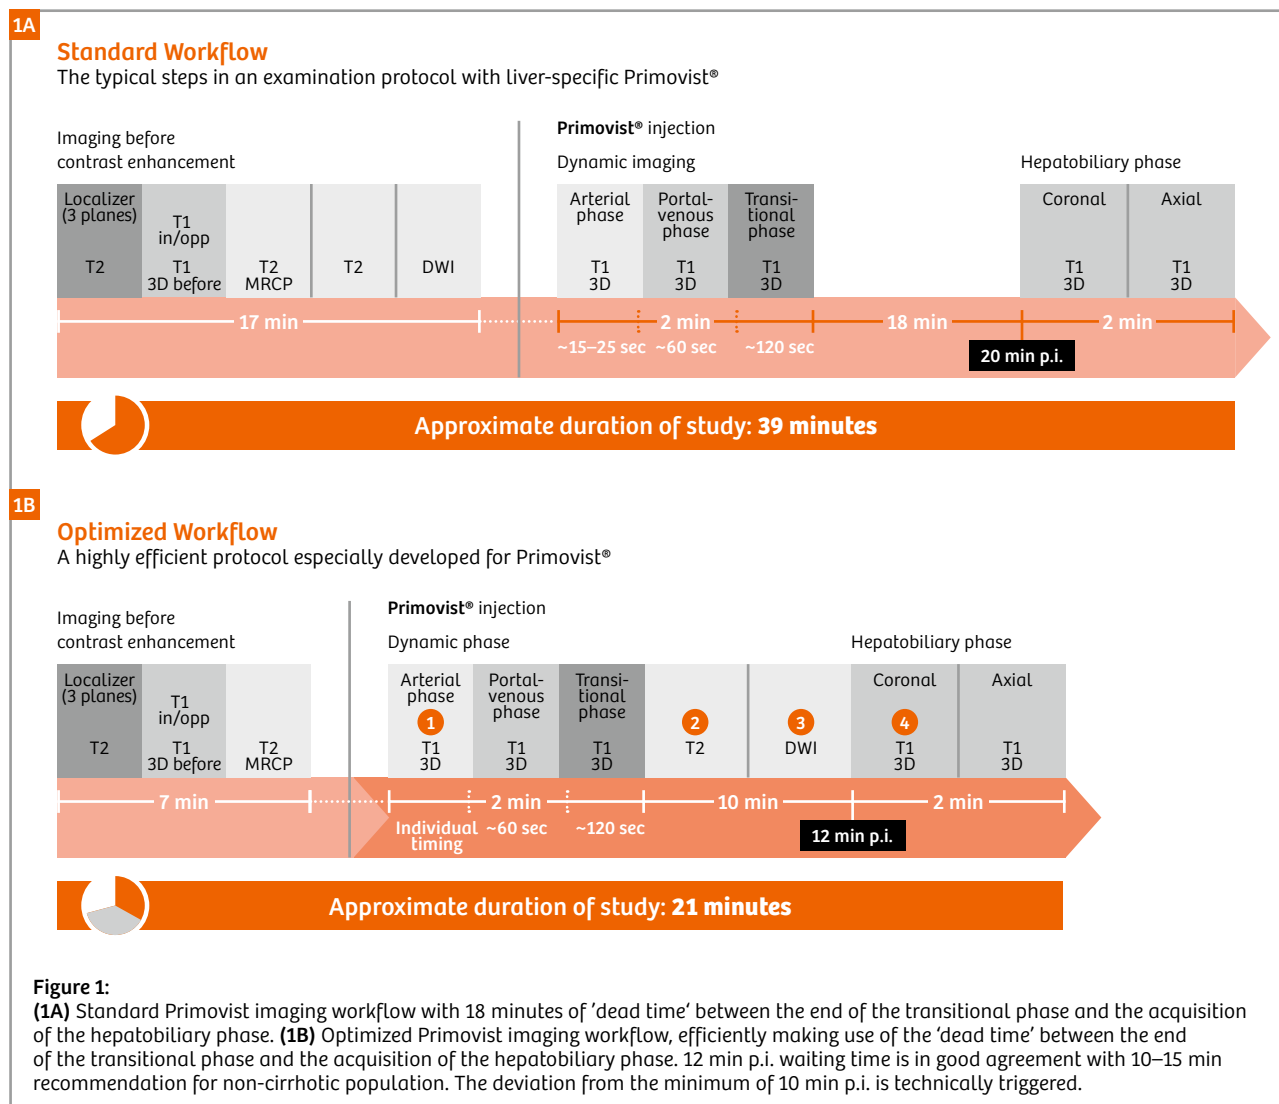 1A
Standard Workflow
The typical steps in an examination protocol with liver-specific Primovist®
Imaging before
contrast enhancement
Primovist® injection
Dynamic imaging
Hepatobiliary phase
Localizer
(3 planes)
T2
T1
in/opp
T1
3D before
T2
MRCP
T2
DWI
Arterial
phase
T1
3D
Portal-
venous
phase
T1
3D
Transi-
tional
phase
T1
3D
Coronal
T1
3D
Axial
T1
3D
17 min
2 min
18 min
2 min
~15–25 sec
~60 sec
~120 sec
20 min p.i.
Approximate duration of study: 39 minutes
1B
Optimized Workflow
A highly efficient protocol especially developed for Primovist®
Imaging before
contrast enhancement
Primovist® injection
Dynamic phase
Hepatobiliary phase
Localizer
(3 planes)
T2
T1
in/opp
T1
3D before
T2
MRCP
Arterial
phase
1
T1
3D
Portal-
venous
phase
T1
3D
Transi-
tional
phase
T1
3D
2
T2
3
DWI
Coronal
4
T1
3D
Axial
T1
3D
7 min
2 min
10 min
2 min
Individual
timing
~60 sec
~120 sec
12 min p.i.
Approximate duration of study: 21 minutes
Figure 1:
(1A) Standard Primovist imaging workflow with 18 minutes of ’dead time‘ between the end of the transitional phase and the acquisition
of the hepatobiliary phase. (1B) Optimized Primovist imaging workflow, efficiently making use of the ‘dead time’ between the end
of the transitional phase and the acquisition of the hepatobiliary phase. 12 min p.i. waiting time is in good agreement with 10–15 min
recommendation for non-cirrhotic population. The deviation from the minimum of 10 min p.i. is technically triggered.